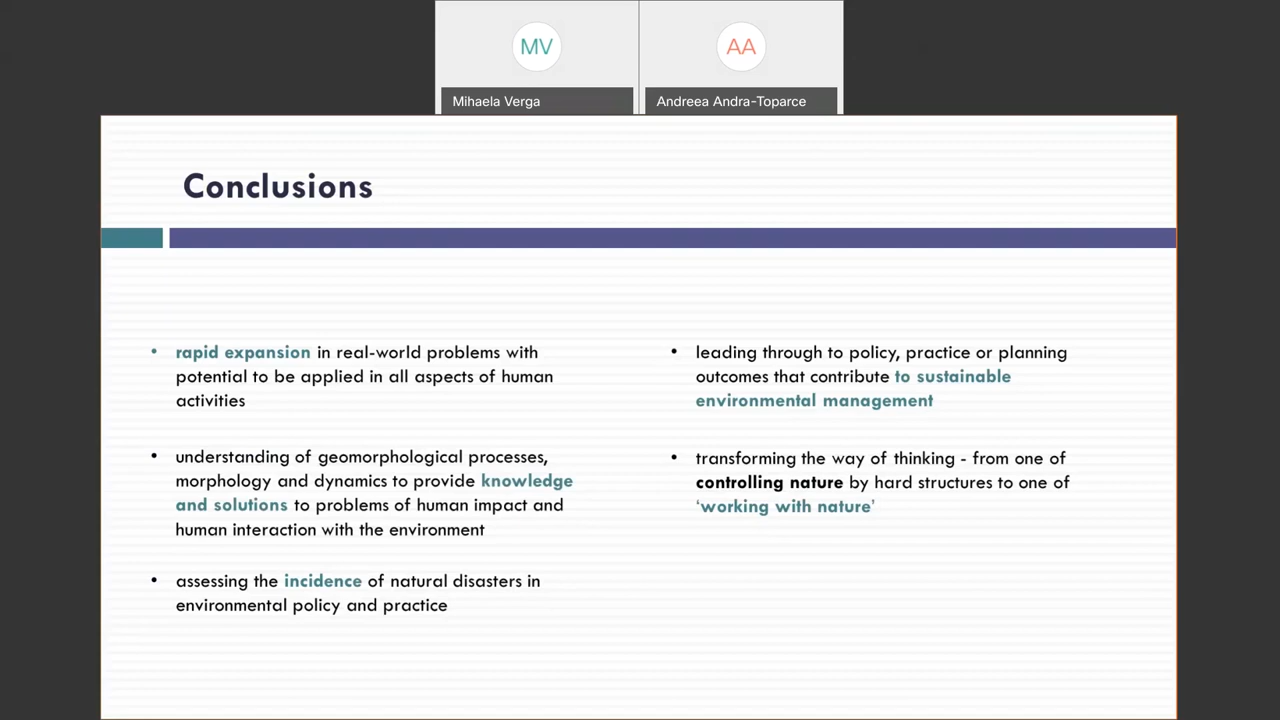 MV
AA
Mihaela Verga
Andreea Andra-Toparce
Conclusions
• rapid expansion in real-world problems with
potential to be applied in all aspects of human
activities
• understanding of geomorphological processes,
morphology and dynamics to provide knowledge
and solutions to problems of human impact and
human interaction with the environment
• assessing the incidence of natural disasters in
environmental policy and practice
• leading through to policy, practice or planning
outcomes that contribute to sustainable
environmental management
• transforming the way of thinking - from one of
controlling nature by hard structures to one of
‘working with nature’